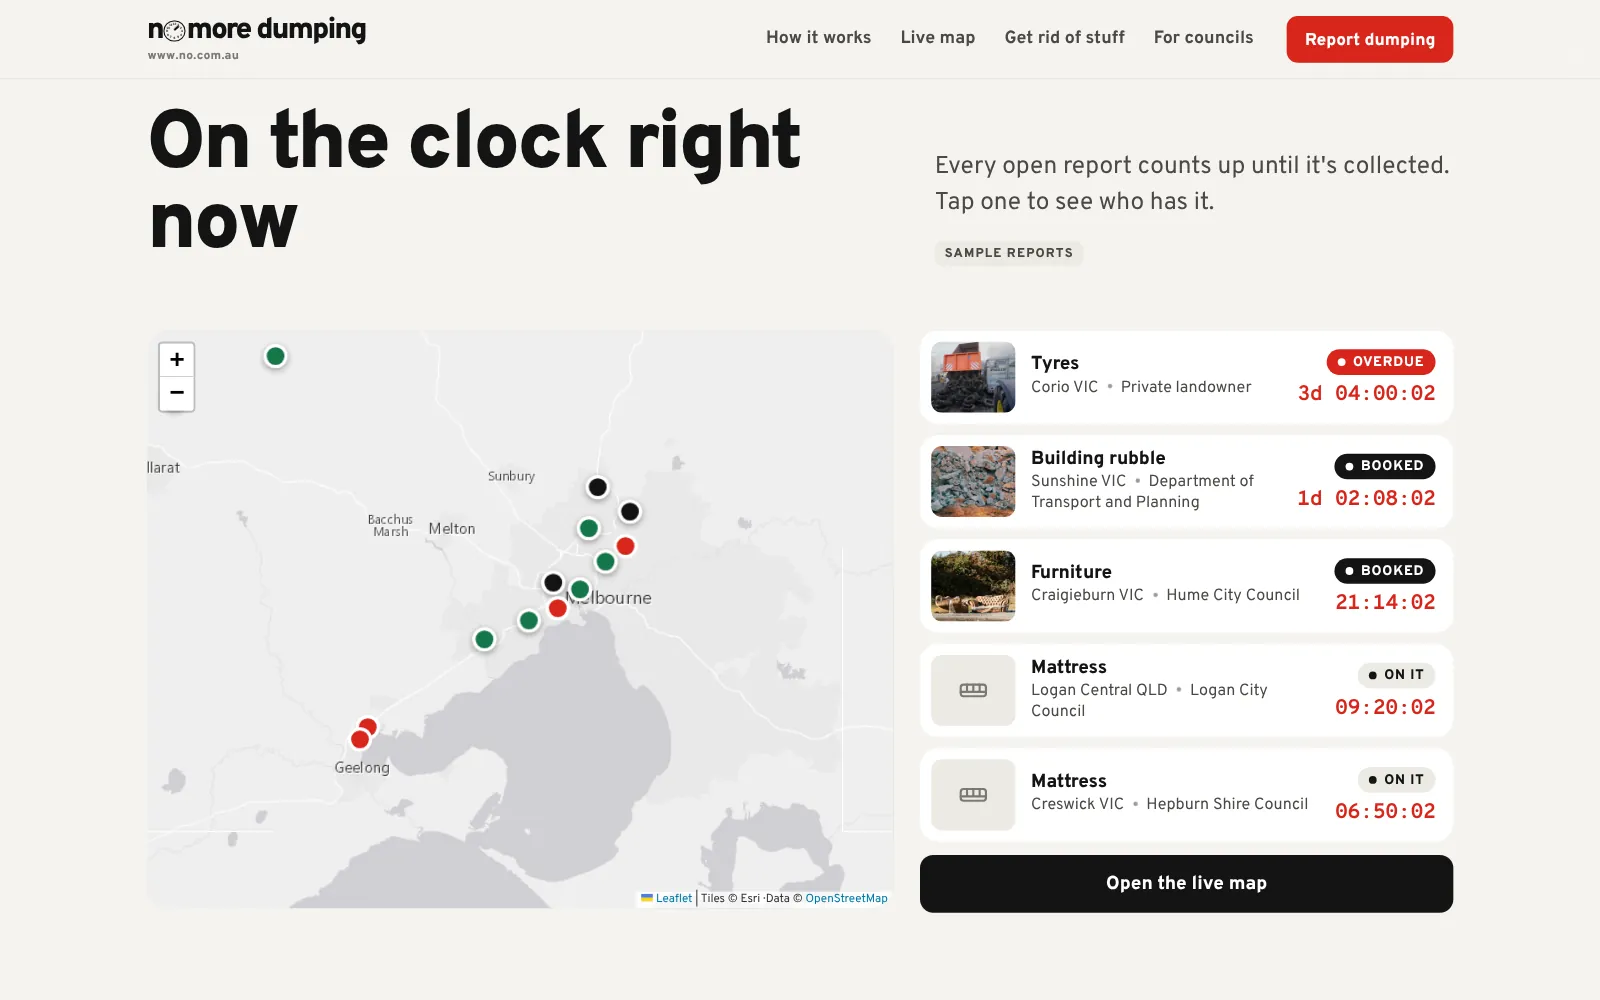 nomore dumping
www.no.com.au
How it works
Live map
Get rid of stuff
For councils
Report dumping
On the clock right
now
Every open report counts up until it's collected.
Tap one to see who has it.
SAMPLE REPORTS
+
−
llarat
Sunbury
Bacchus
Marsh
Melton
Melbourne
Geelong
Leaflet | Tiles © Esri · Data © OpenStreetMap
Tyres
Corio VIC • Private landowner
OVERDUE
3d 04:00:02
Building rubble
Sunshine VIC • Department of
Transport and Planning
BOOKED
1d 02:08:02
Furniture
Craigieburn VIC • Hume City Council
BOOKED
21:14:02
Mattress
Logan Central QLD • Logan City
Council
ON IT
09:20:02
Mattress
Creswick VIC • Hepburn Shire Council
ON IT
06:50:02
Open the live map